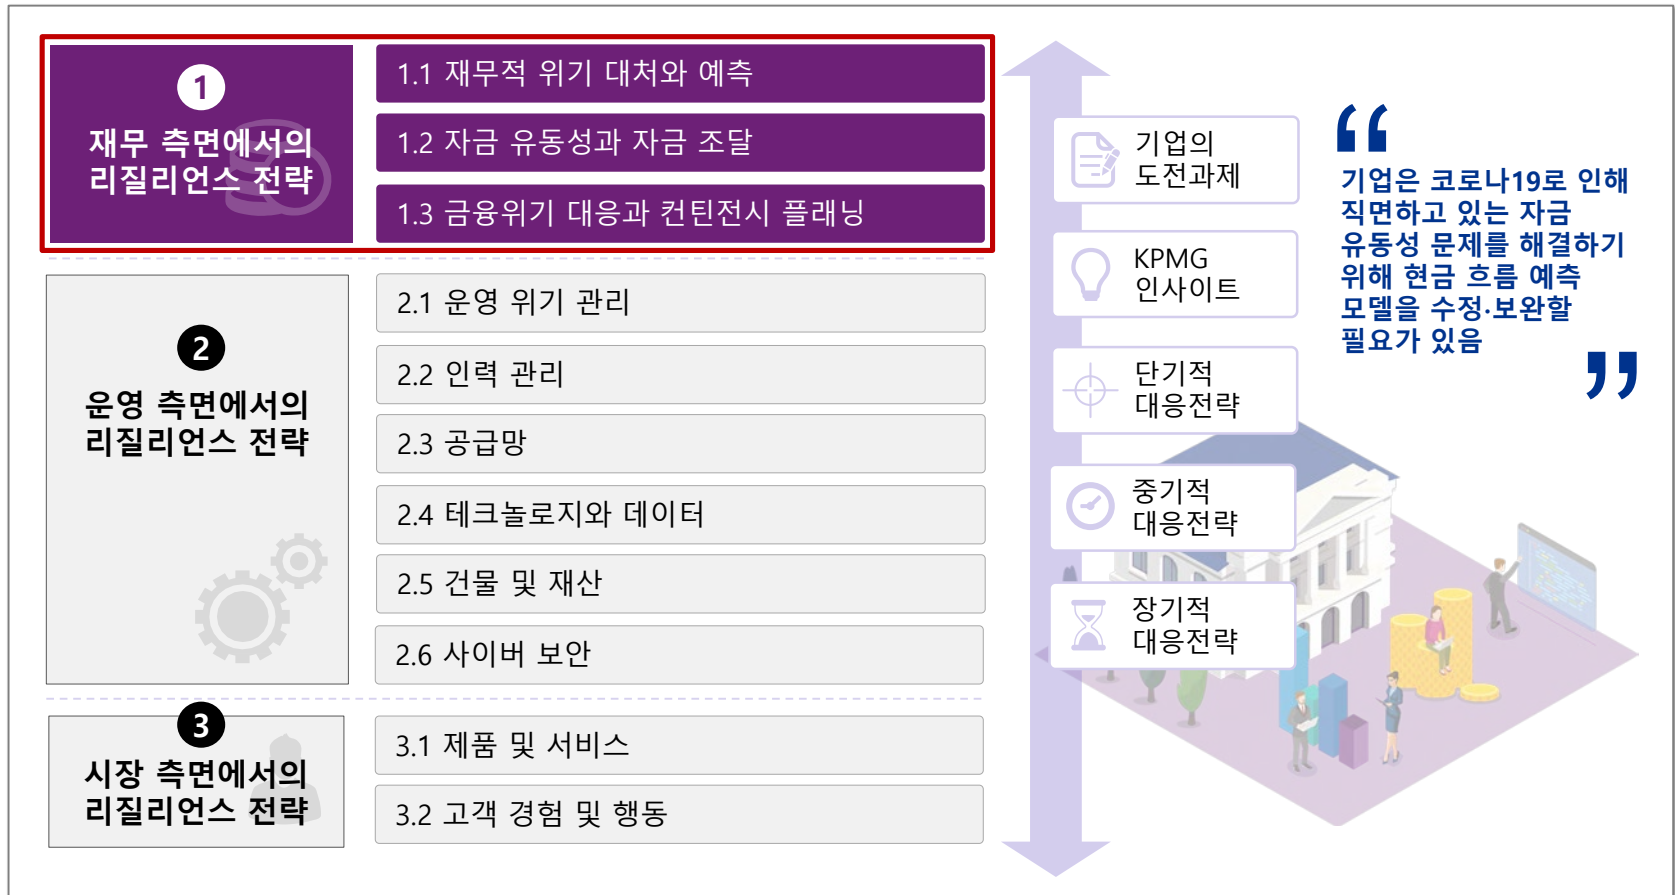 1
재무 측면에서의
리질리언스 전략
1.1 재무적 위기 대처와 예측
1.2 자금 유동성과 자금 조달
1.3 금융위기 대응과 컨틴전시 플래닝
2
운영 측면에서의
리질리언스 전략
2.1 운영 위기 관리
2.2 인력 관리
2.3 공급망
2.4 테크놀로지와 데이터
2.5 건물 및 재산
2.6 사이버 보안
3
시장 측면에서의
리질리언스 전략
3.1 제품 및 서비스
3.2 고객 경험 및 행동
기업의
도전과제
KPMG
인사이트
단기적
대응전략
중기적
대응전략
장기적
대응전략
“
기업은 코로나19로 인해
직면하고 있는 자금
유동성 문제를 해결하기
위해 현금 흐름 예측
모델을 수정·보완할
필요가 있음
”